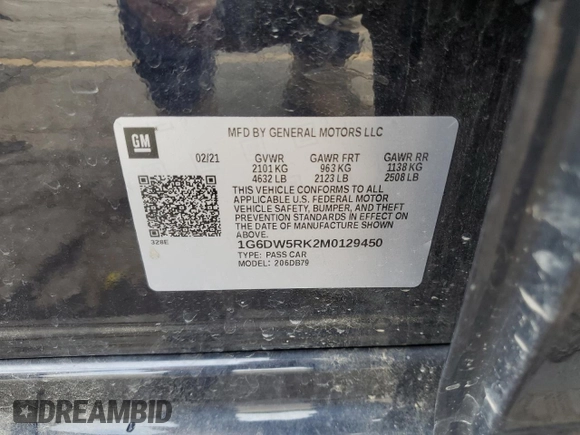 GM
MFD BY GENERAL MOTORS LLC
02/21 GVWR GAWR FRT GAWR RR
2101 KG 963 KG 1138 KG
4632 LB 2123 LB 2508 LB
THIS VEHICLE CONFORMS TO ALL
APPLICABLE U.S. FEDERAL MOTOR
VEHICLE SAFETY, BUMPER, AND THEFT
PREVENTION STANDARDS IN EFFECT ON
THE DATE OF MANUFACTURE SHOWN
ABOVE.
328E
1G6DW5RK2M0129450
TYPE: PASS CAR
MODEL: 206DB79
DREAMBID